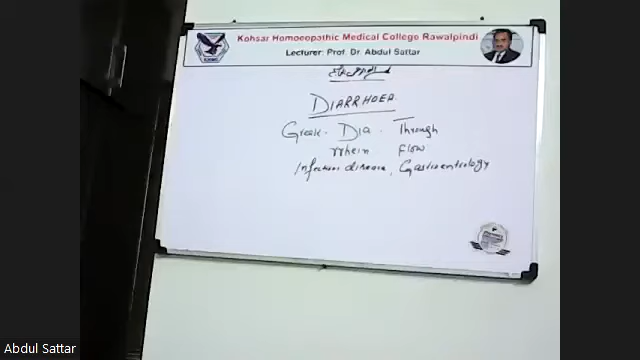 Kohsar Homoeopathic Medical College Rawalpindi
Lecturer: Prof. Dr. Abdul Sattar
DIARRHOEA
Greek. Dia. Through
rrhein Flow
Infectious disease, Gastroentrology
Abdul Sattar